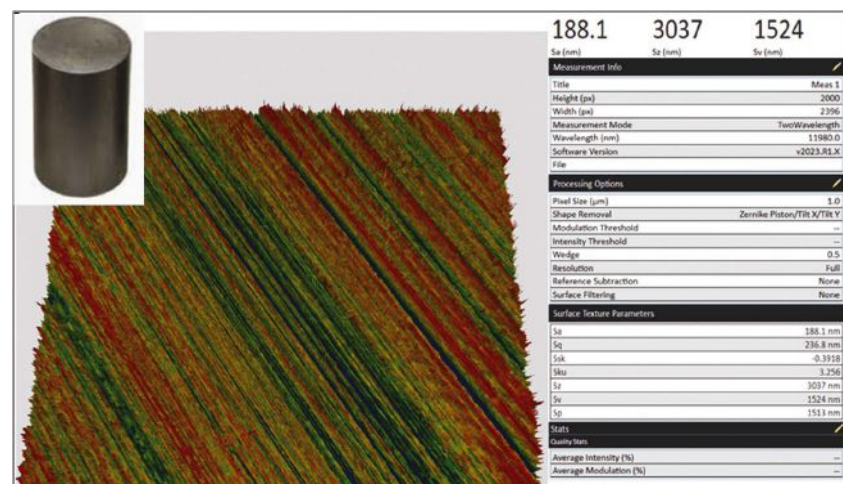 188.1 3037 1524
Sa (nm) Sz (nm) Sv (nm)
Measurement Info
Title Meas 1
Height (px) 2000
Width (px) 2396
Measurement Mode TwoWavelength
Wavelength (nm) 11980.0
Software Version v2023.R1.X
File
Processing Options
Pixel Size (µm) 1.0
Shape Removal Zernike Piston/Tilt X/Tilt Y
Modulation Threshold --
Intensity Threshold --
Wedge 0.5
Resolution Full
Reference Subtraction None
Surface Filtering None
Surface Texture Parameters
Sa 188.1 nm
Sq 236.8 nm
Ssk -0.3918
Sku 3.256
Sz 3037 nm
Sv 1524 nm
Sp 1513 nm
Stats
Quality Stats
Average Intensity (%) --
Average Modulation (%) --